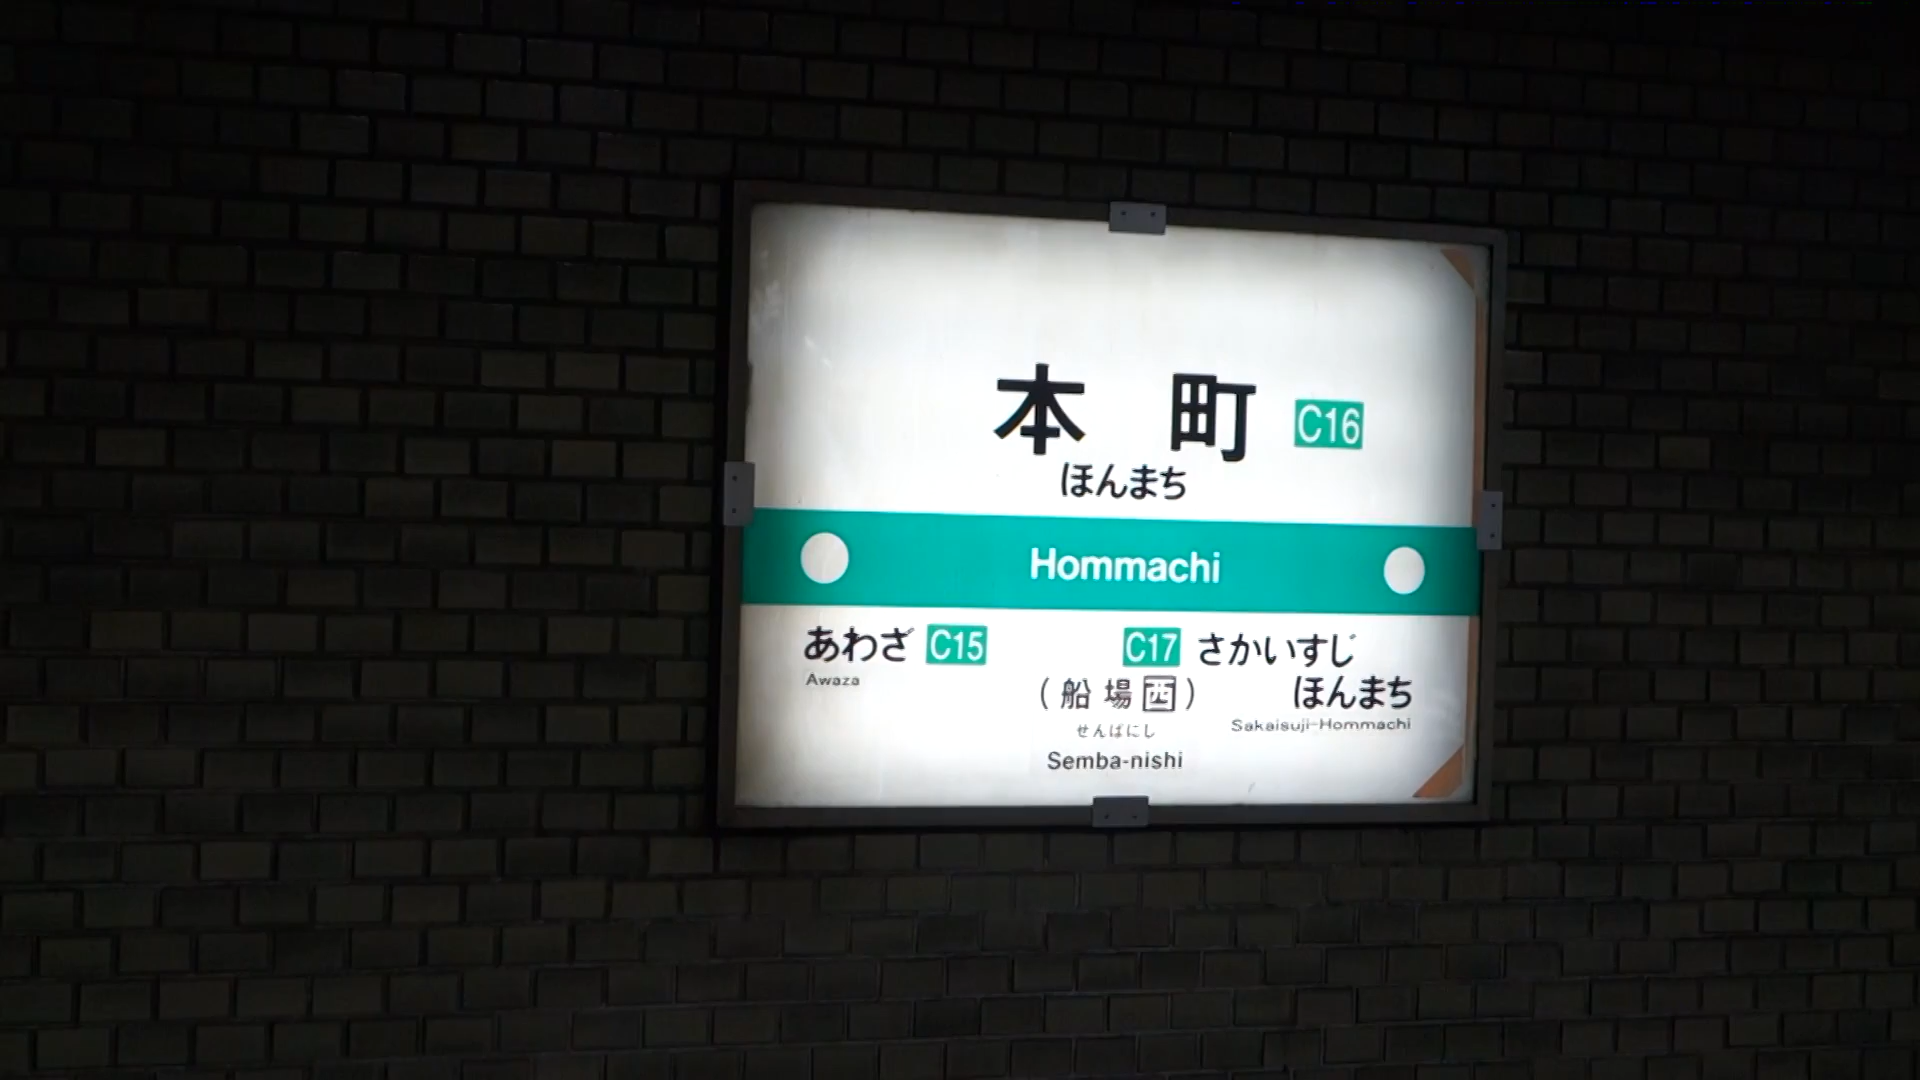 本 町 C16
ほんまち
Hommachi
あわざ C15
Awaza
C17 さかいすじ
ほんまち
Sakaisuji-Hommachi
(船場西)
せんばにし
Semba-nishi